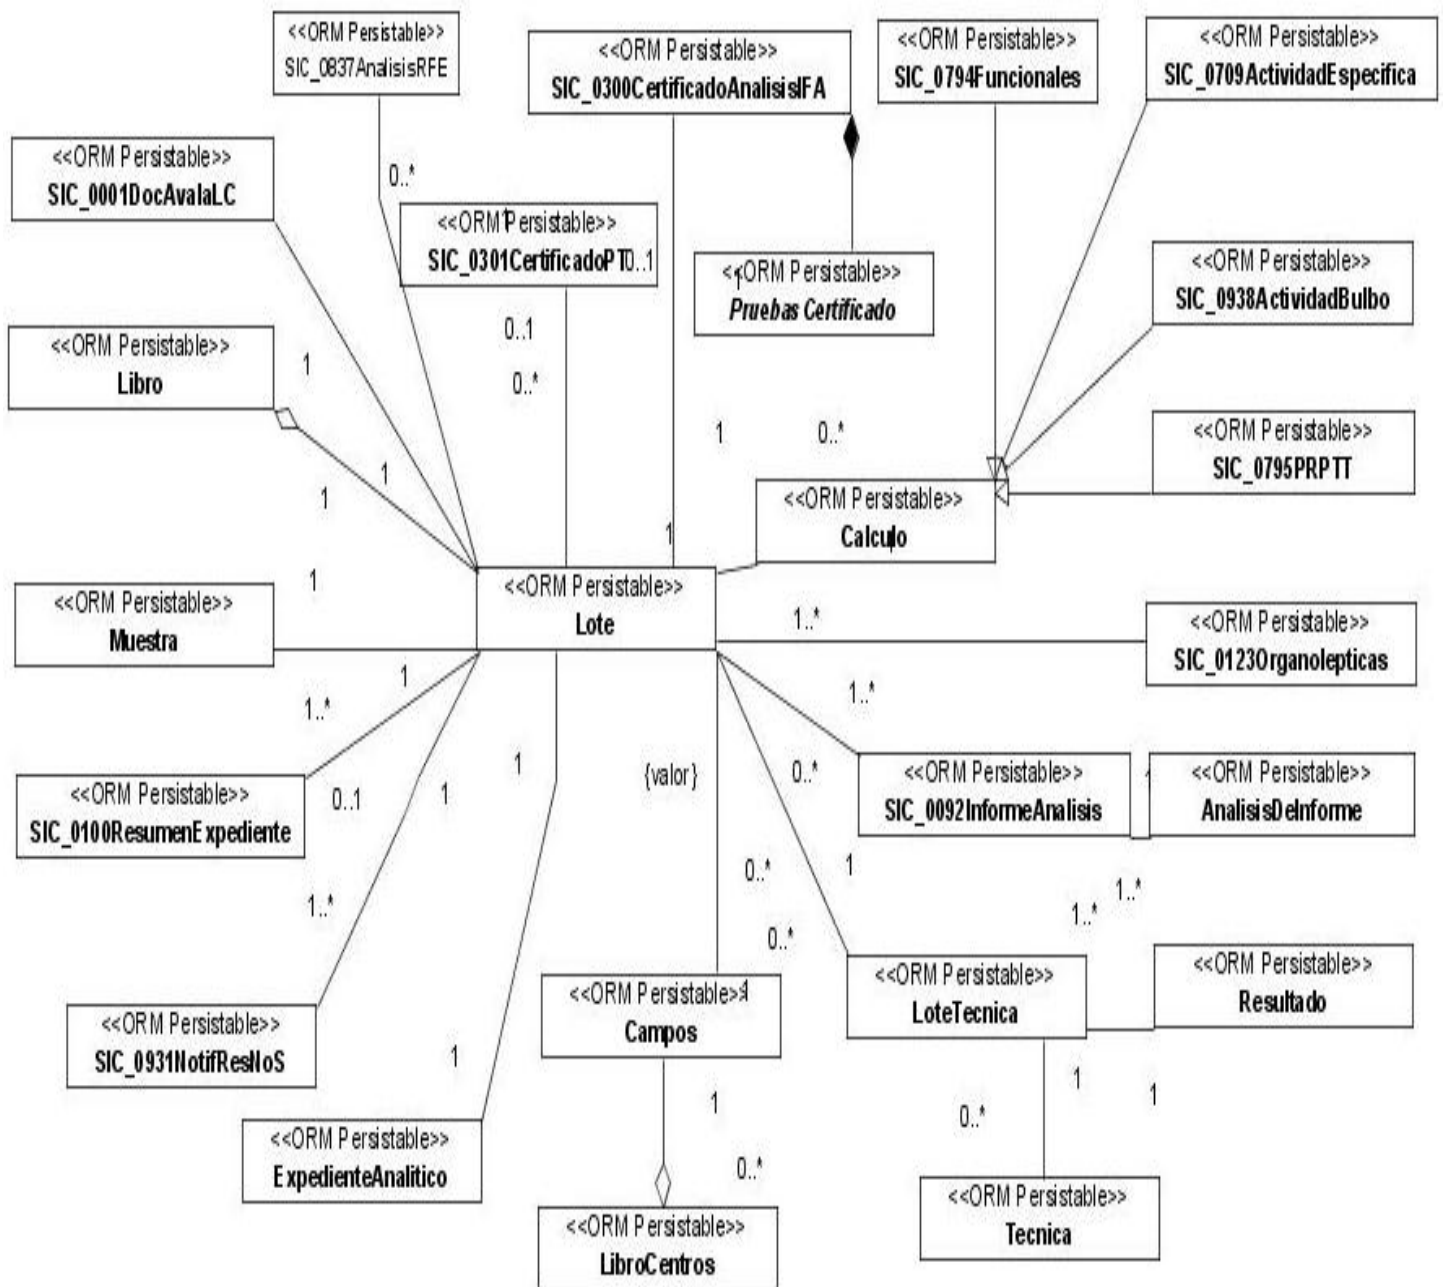 <<ORM Persistable>>
SIC_0837AnalisisRFE
<<ORM Persistable>>
SIC_0300CertificadoAnalisisIFA
<<ORM Persistable>>
SIC_0794Funcionales
<<ORM Persistable>>
SIC_0709ActividadEspecifica
<<ORM Persistable>>
SIC_0001DocAvalaLC
0..*
<<ORM Persistable>>
1
SIC_0301CertificadoPT
0..1
<<ORM Persistable>>
1
Pruebas Certificado
<<ORM Persistable>>
SIC_0938ActividadBulbo
<<ORM Persistable>>
Libro
1
0..1
0..*
1
0..*
<<ORM Persistable>>
SIC_0795PRPTT
1
1
1
<<ORM Persistable>>
Calculo
<<ORM Persistable>>
Lote
1
<<ORM Persistable>>
Muestra
1..*
<<ORM Persistable>>
SIC_0123Organolepticas
1
1..*
1..*
<<ORM Persistable>>
SIC_0100ResumenExpediente
0..1
1
1
{valor}
0..*
<<ORM Persistable>>
SIC_0092InformeAnalisis
1
<<ORM Persistable>>
AnalisisDeInforme
1..*
0..*
1
1..*
1..*
0..*
<<ORM Persistable>>
1
Campos
<<ORM Persistable>>
LoteTecnica
<<ORM Persistable>>
Resultado
<<ORM Persistable>>
SIC_0931NotifResNoS
1
1
1
1
0..*
<<ORM Persistable>>
ExpedienteAnalitico
0..*
<<ORM Persistable>>
LibroCentros
<<ORM Persistable>>
Tecnica